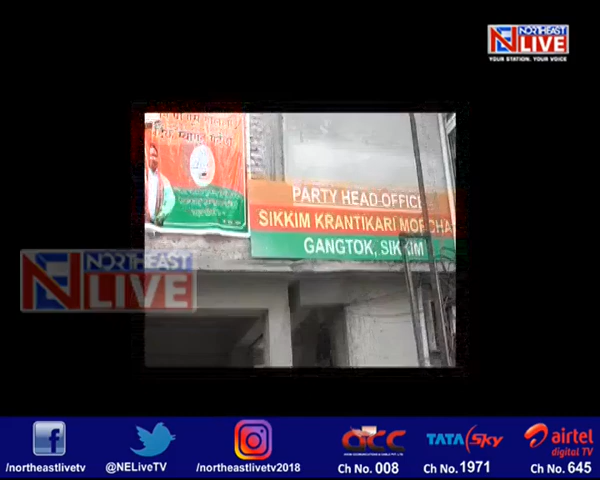 NORTHEAST
LIVE
YOUR STATION. YOUR VOICE
PARTY HEAD OFFICE
SIKKIM KRANTIKARI MORCHA
GANGTOK, SIKKIM
NORTHEAST
LIVE
/northeastlivetv
@NELiveTV
/northeastlivetv2018
acc
Ch No. 008
TATA Sky
Ch No. 1971
airtel
digital TV
Ch No. 645